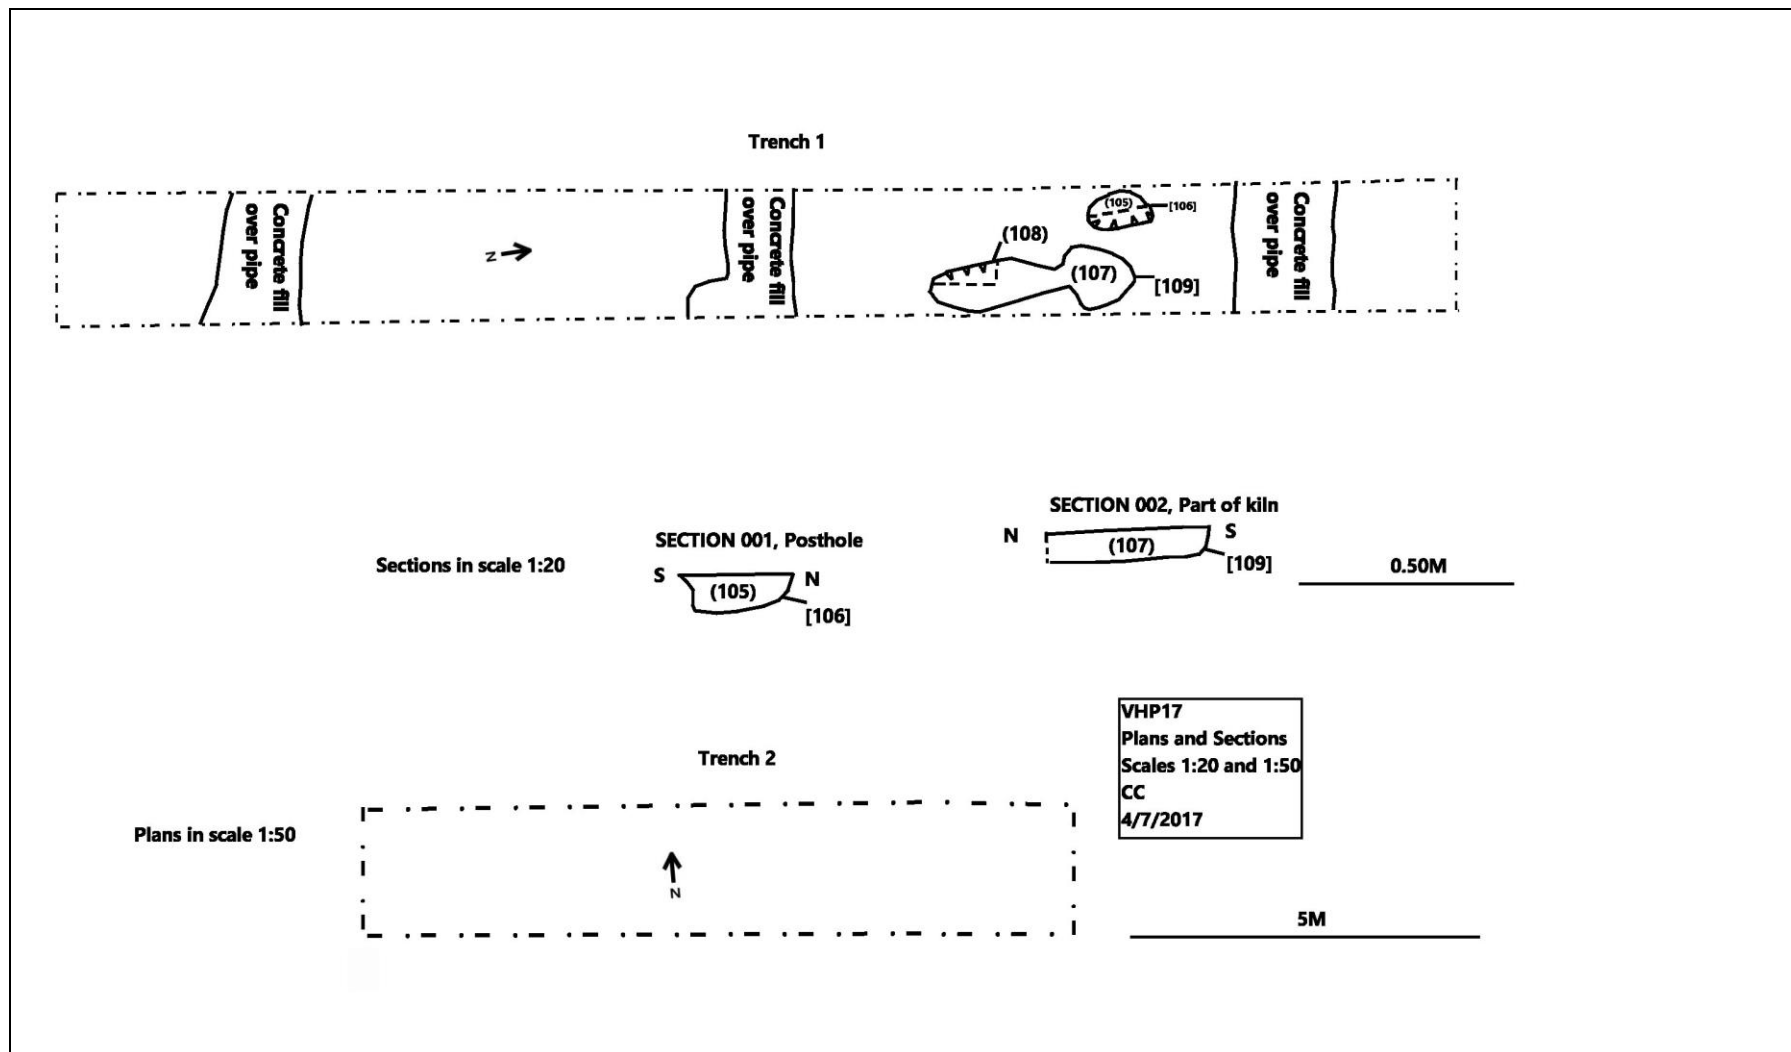 Trench 1
Concrete fill
over pipe
N
Concrete fill
over pipe
(108)
(107)
[109]
(105)
[106]
Concrete fill
over pipe
Sections in scale 1:20
SECTION 001, Posthole
S
N
(105)
[106]
SECTION 002, Part of kiln
N
S
(107)
[109]
0.50M
Trench 2
Plans in scale 1:50
N
VHP17
Plans and Sections
Scales 1:20 and 1:50
CC
4/7/2017
5M